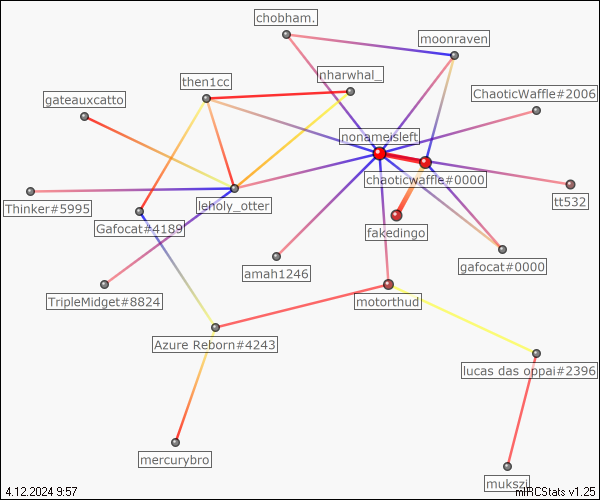 chobham.
moonraven
nharwhal_
then1cc
ChaoticWaffle#2006
gateauxcatto
nonameisleft
chaoticwaffle#0000
tt532
leholy_otter
Thinker#5995
Gafocat#4189
fakedingo
gafocat#0000
amah1246
TripleMidget#8824
motorthud
Azure Reborn#4243
lucas das oppai#2396
mercurybro
mukszi
4.12.2024 9:57
mIRCStats v1.25